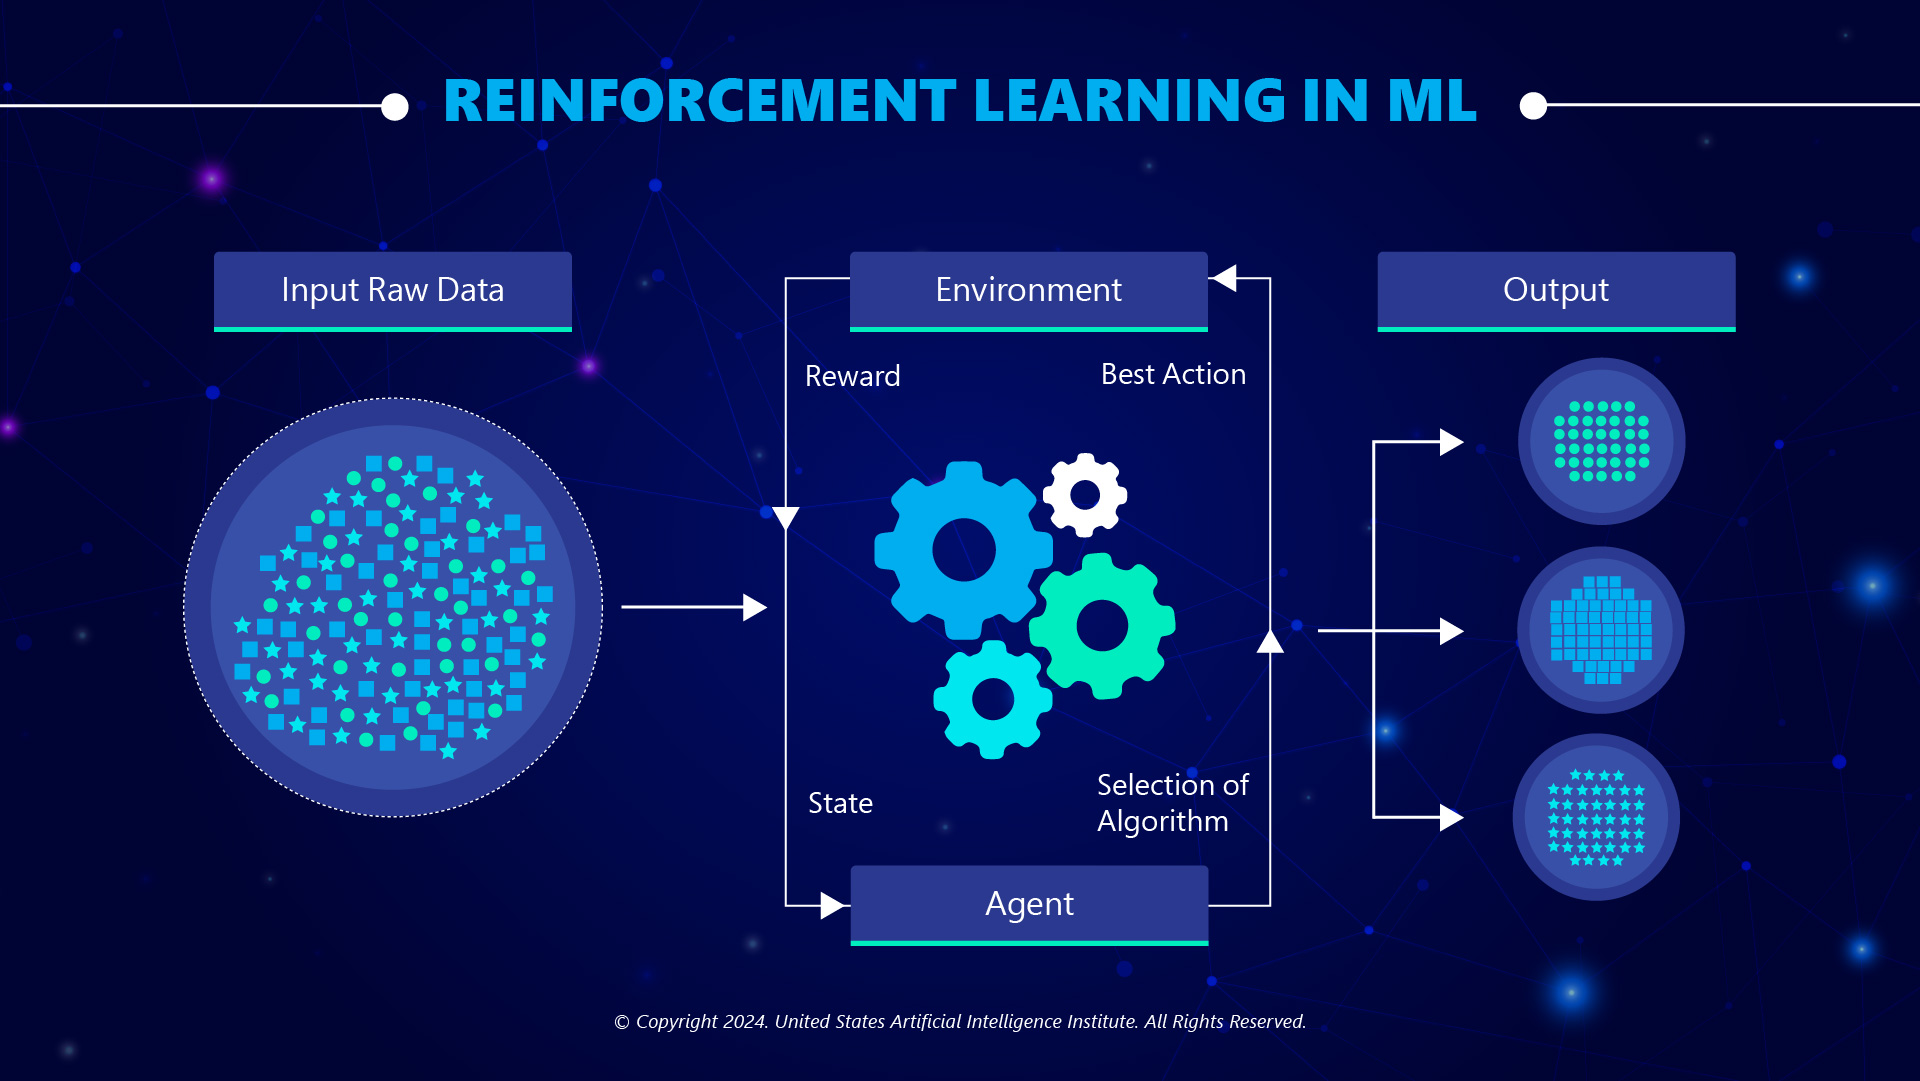 REINFORCEMENT LEARNING IN ML
Input Raw Data
Environment
Output
Reward
Best Action
State
Selection of
Algorithm
Agent
© Copyright 2024. United States Artificial Intelligence Institute. All Rights Reserved.